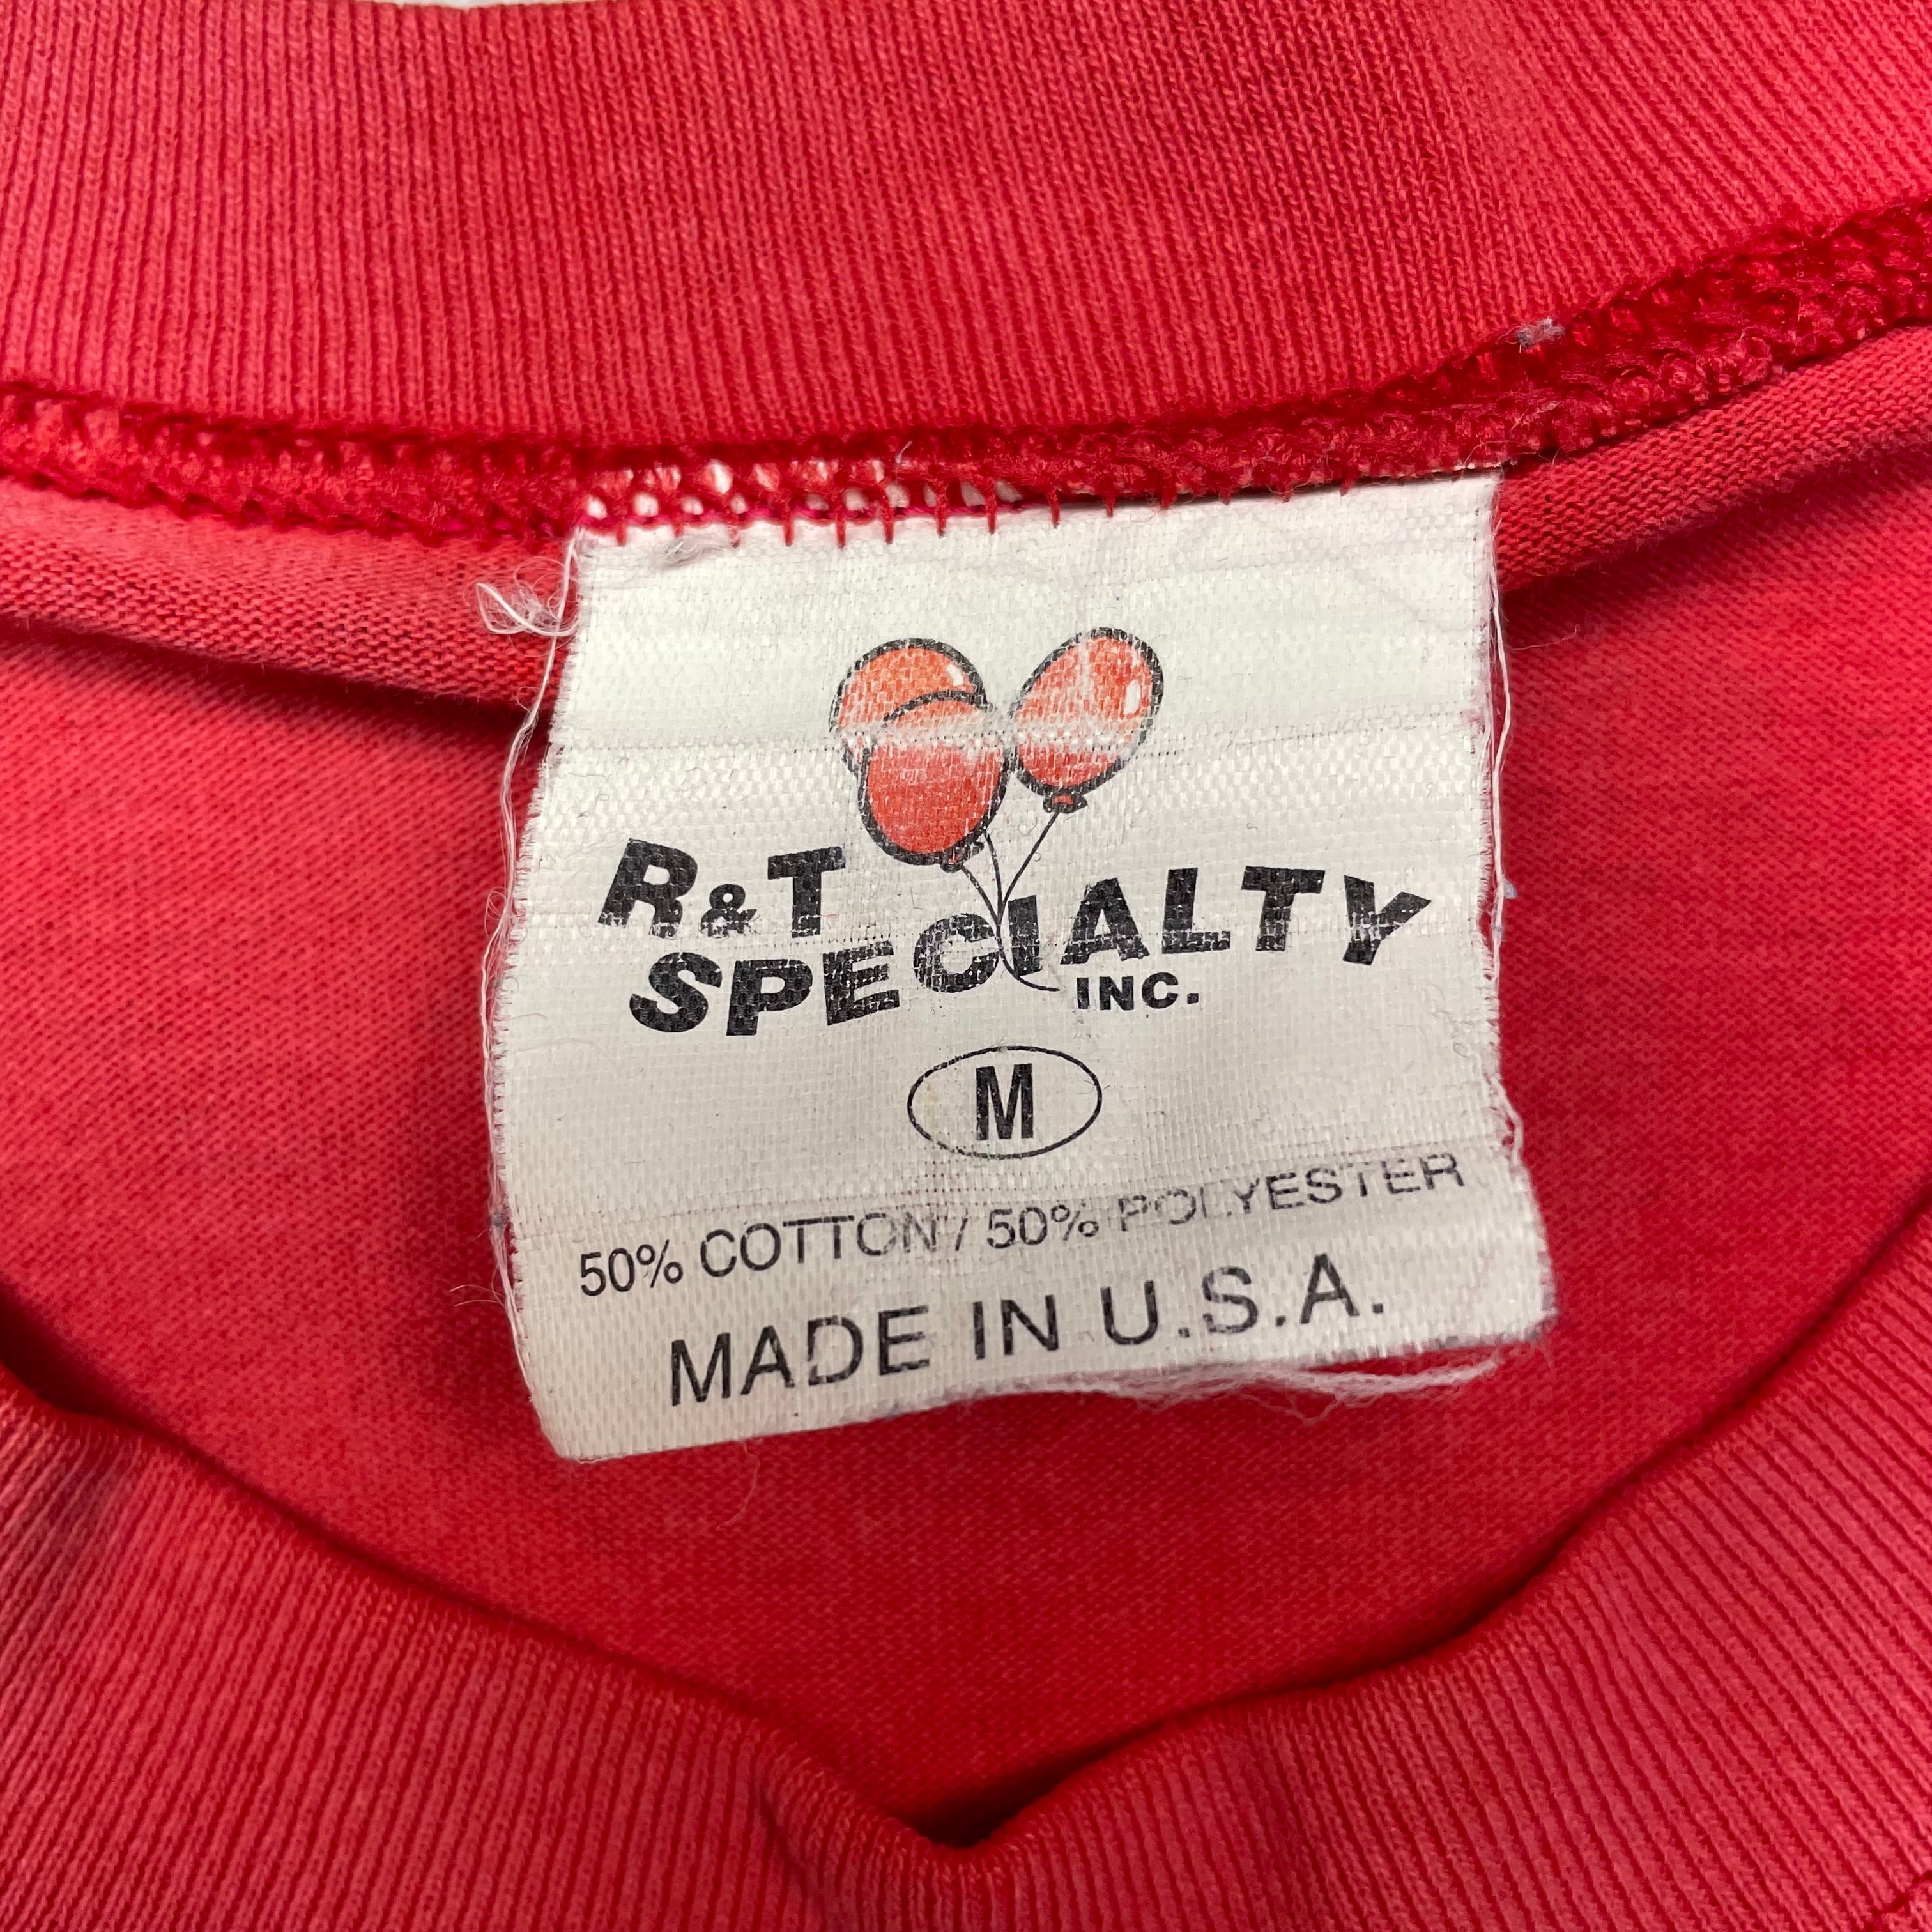 R&T
SPECIALTY
INC.
M
50% COTTON / 50% POLYESTER
MADE IN U.S.A.